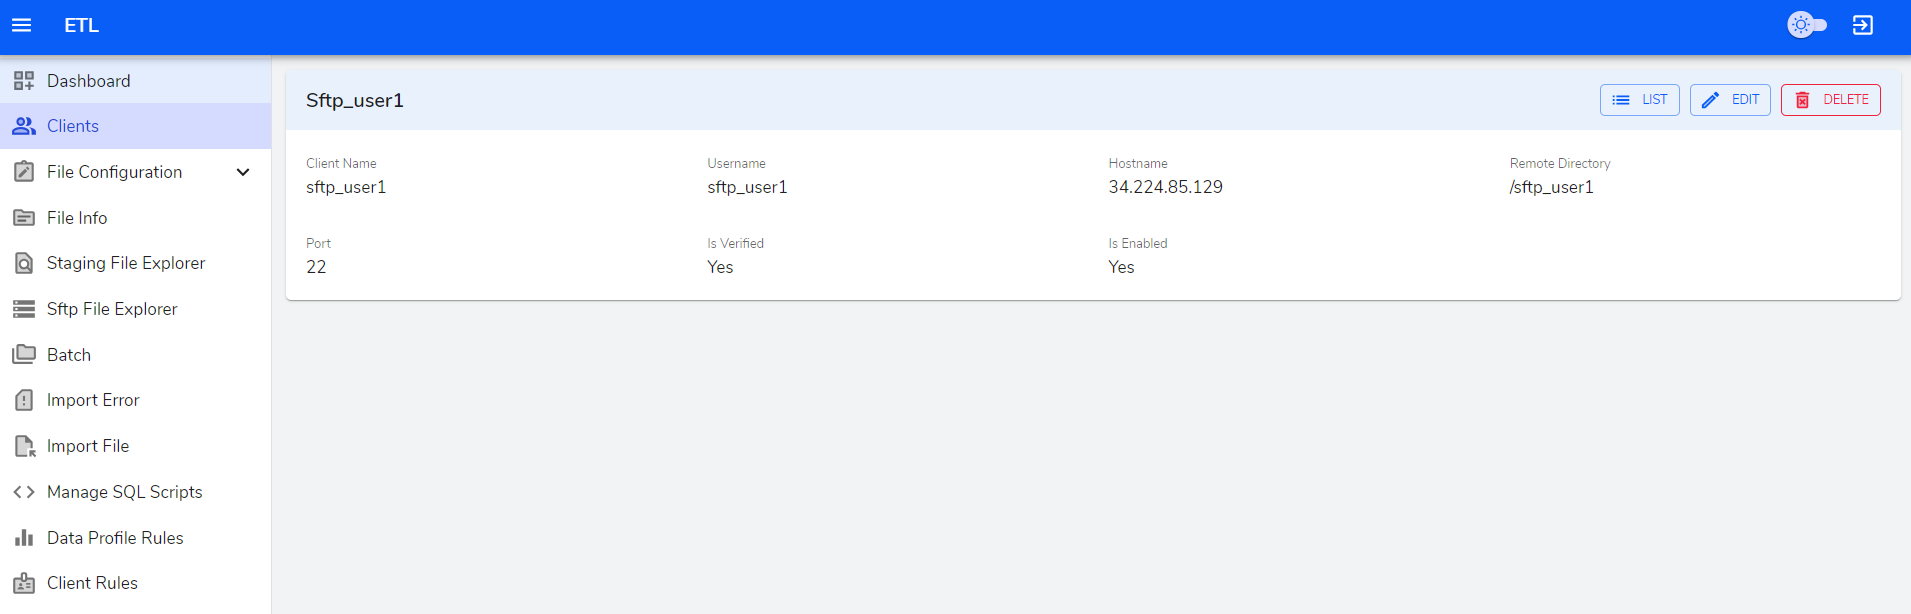 ETL
Dashboard
Clients
File Configuration
File Info
Staging File Explorer
Sftp File Explorer
Batch
Import Error
Import File
Manage SQL Scripts
Data Profile Rules
Client Rules
Sftp_user1
LIST
EDIT
DELETE
Client Name
sftp_user1
Username
sftp_user1
Hostname
34.224.85.129
Remote Directory
/sftp_user1
Port
22
Is Verified
Yes
Is Enabled
Yes